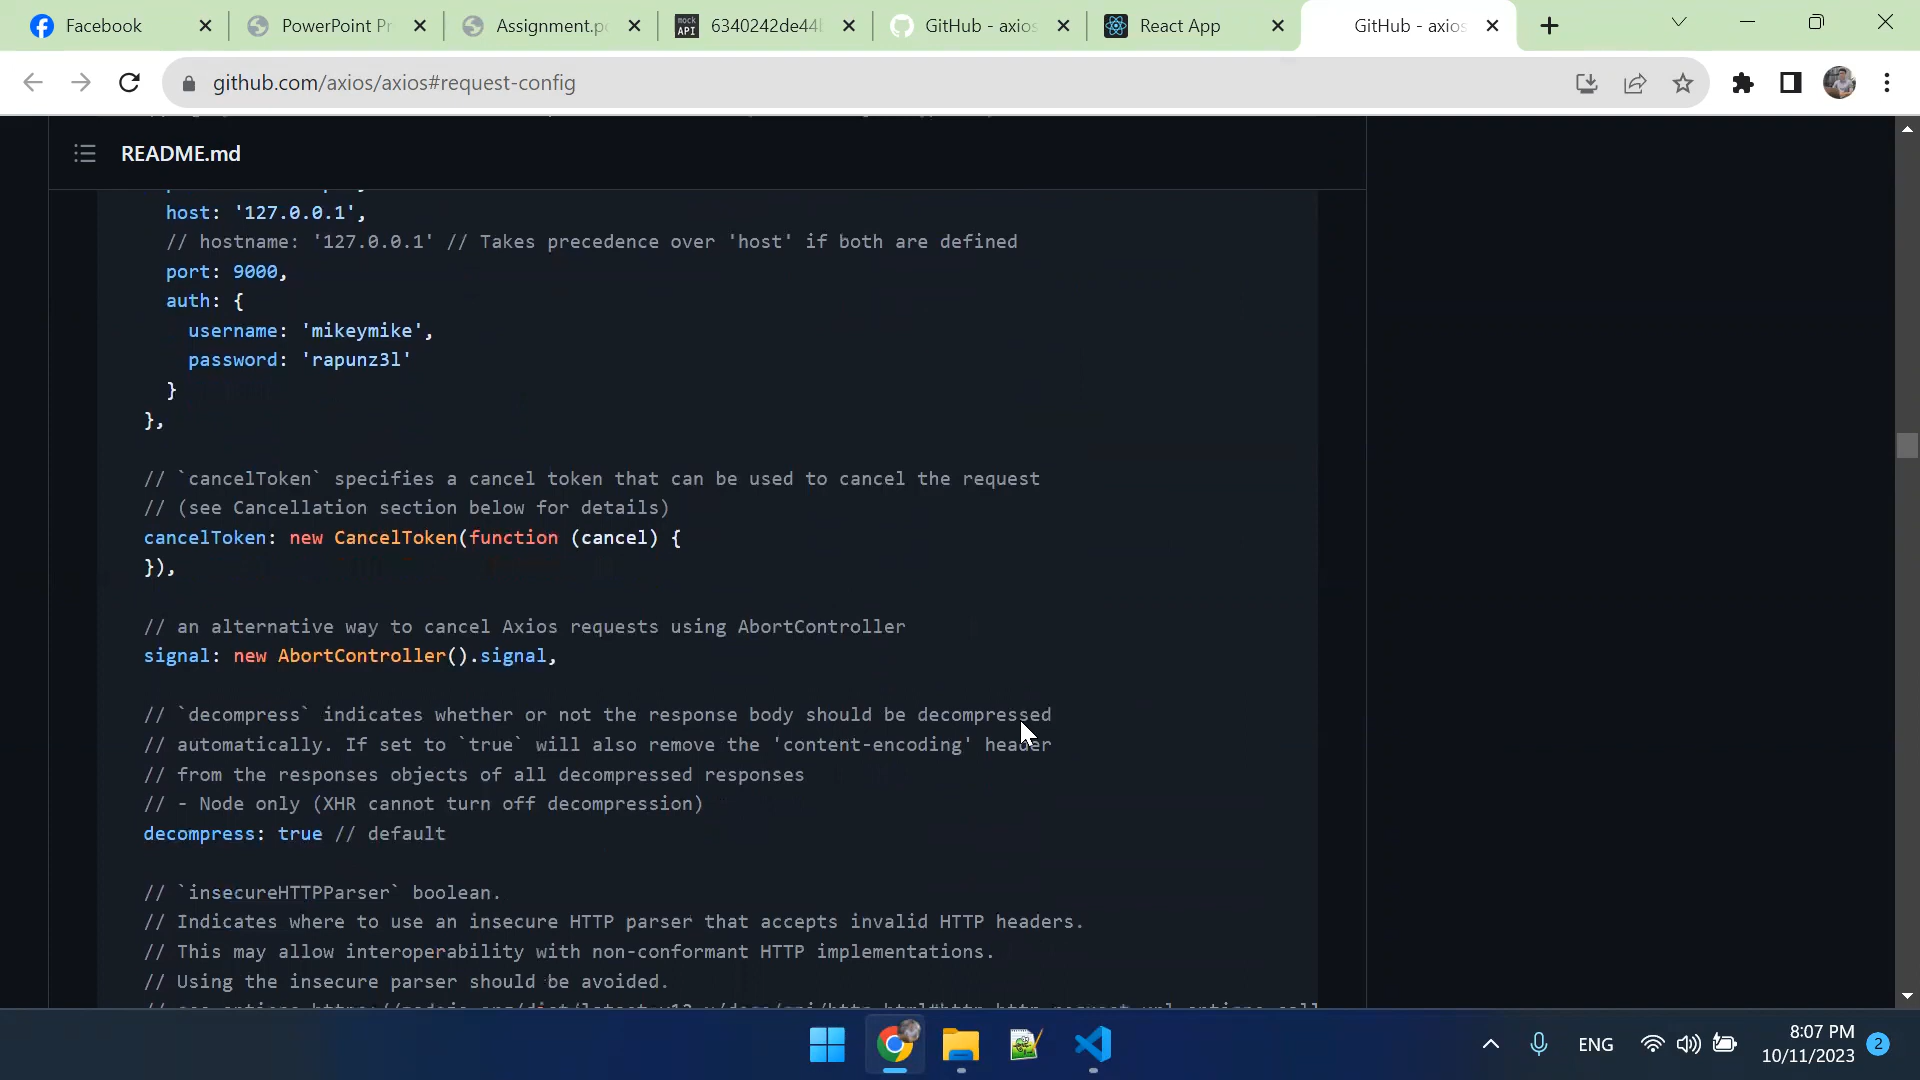 Facebook
PowerPoint Pr
Assignment.pc
6340242de44
GitHub - axios
React App
GitHub - axios
github.com/axios/axios#request-config
README.md
host: '127.0.0.1',
// hostname: '127.0.0.1' // Takes precedence over 'host' if both are defined
port: 9000,
auth: {
username: 'mikeymike',
password: 'rapunz3l'
}
},
// `cancelToken` specifies a cancel token that can be used to cancel the request
// (see Cancellation section below for details)
cancelToken: new CancelToken(function (cancel) {
}),
// an alternative way to cancel Axios requests using AbortController
signal: new AbortController().signal,
// `decompress` indicates whether or not the response body should be decompressed
// automatically. If set to `true` will also remove the 'content-encoding' header
// from the responses objects of all decompressed responses
// - Node only (XHR cannot turn off decompression)
decompress: true // default
// `insecureHTTPParser` boolean.
// Indicates where to use an insecure HTTP parser that accepts invalid HTTP headers.
// This may allow interoperability with non-conformant HTTP implementations.
// Using the insecure parser should be avoided.
ENG
8:07 PM
10/11/2023
2